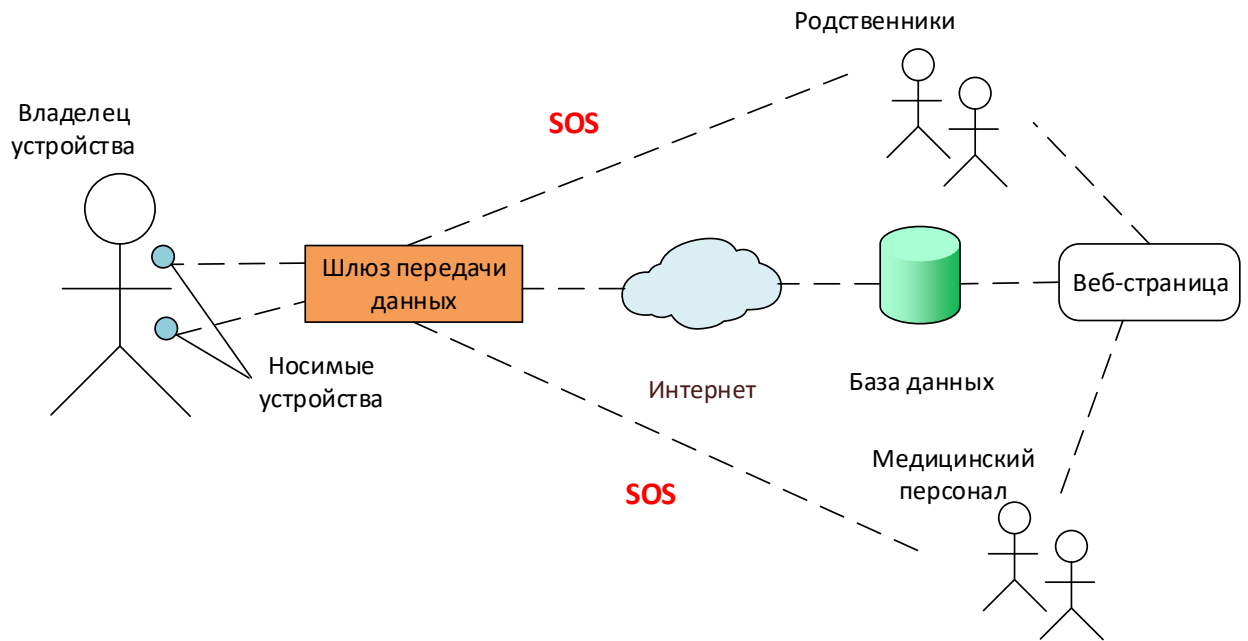 Родственники
Владелец
устройства
SOS
Шлюз передачи
данных
Веб-страница
Носимые
устройства
Интернет
База данных
Медицинский
персонал
SOS